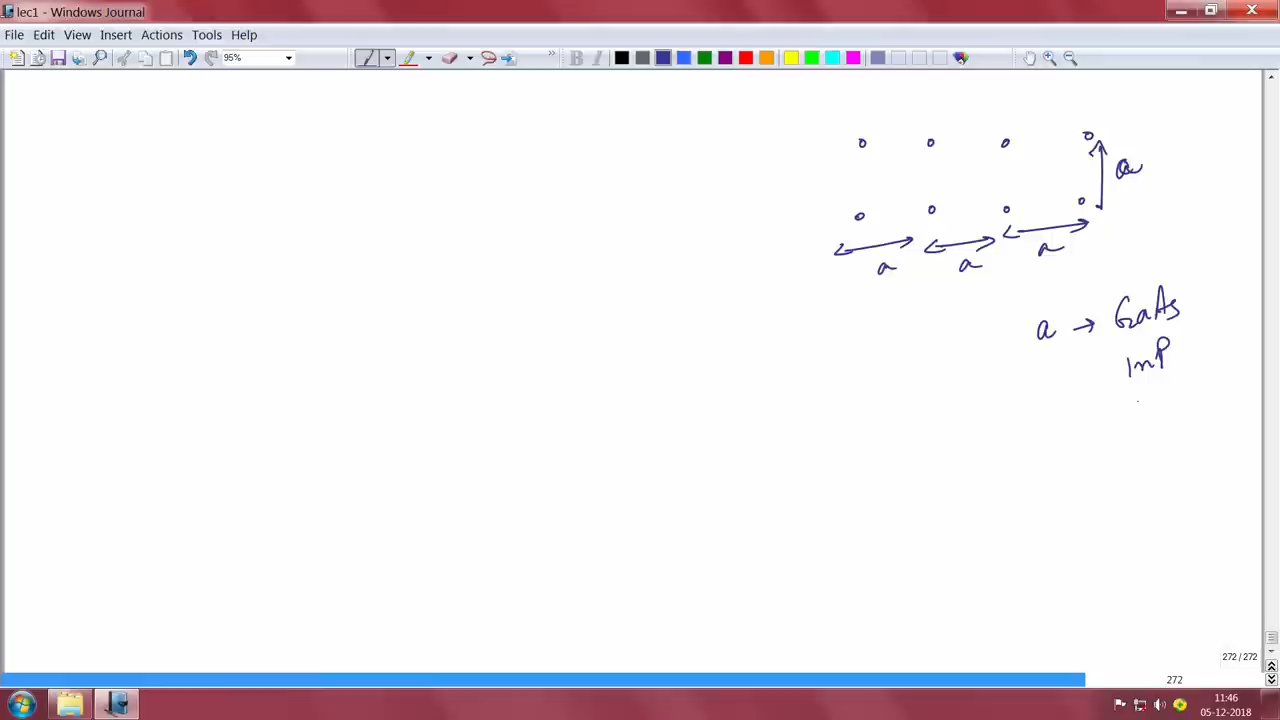 lec1 - Windows Journal
File Edit View Insert Actions Tools Help
95%
a
a a a
a → GaAs
InP
272 / 272
272
11:46
05-12-2018